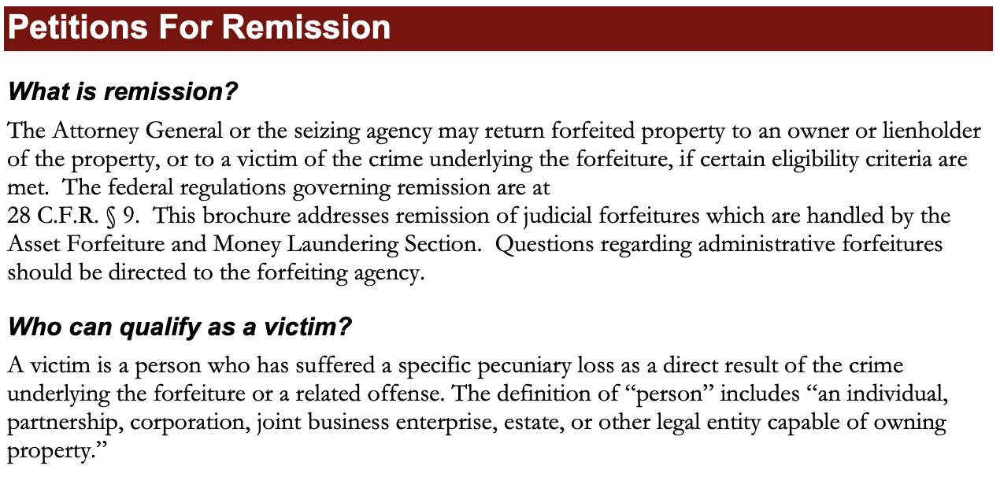 Petitions For Remission
What is remission?
The Attorney General or the seizing agency may return forfeited property to an owner or lienholder
of the property, or to a victim of the crime underlying the forfeiture, if certain eligibility criteria are
met.  The federal regulations governing remission are at
28 C.F.R. § 9.  This brochure addresses remission of judicial forfeitures which are handled by the
Asset Forfeiture and Money Laundering Section.  Questions regarding administrative forfeitures
should be directed to the forfeiting agency.
Who can qualify as a victim?
A victim is a person who has suffered a specific pecuniary loss as a direct result of the crime
underlying the forfeiture or a related offense. The definition of “person” includes “an individual,
partnership, corporation, joint business enterprise, estate, or other legal entity capable of owning
property.”